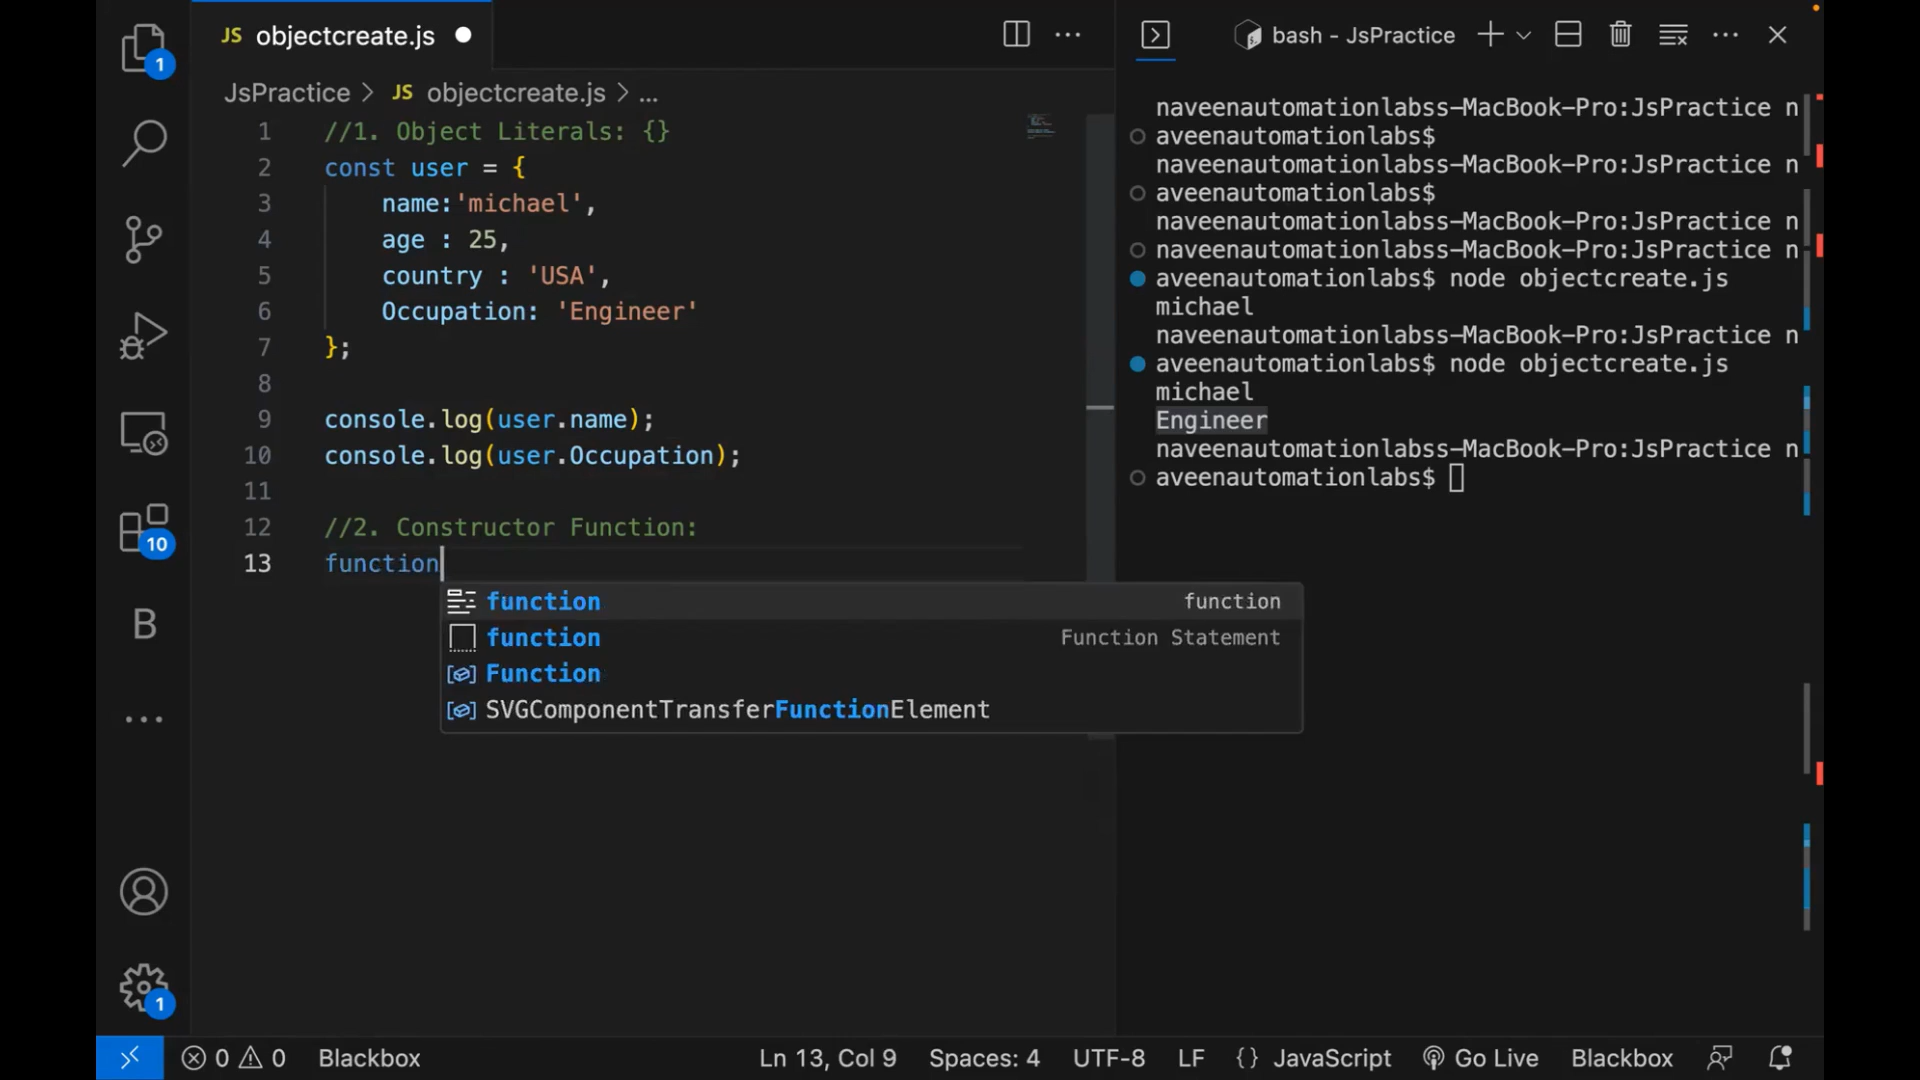 JS objectcreate.js
bash - JsPractice
JsPractice > JS objectcreate.js > ...
1 //1. Object Literals: {}
2 const user = {
3 name:'michael',
4 age : 25,
5 country : 'USA',
6 Occupation: 'Engineer'
7 };
8
9 console.log(user.name);
10 console.log(user.Occupation);
11
12 //2. Constructor Function:
13 function
function function
function Function Statement
Function
SVGComponentTransferFunctionElement
naveenautomationlabss-MacBook-Pro:JsPractice n
aveenautomationlabs$
naveenautomationlabss-MacBook-Pro:JsPractice n
aveenautomationlabs$
naveenautomationlabss-MacBook-Pro:JsPractice n
naveenautomationlabss-MacBook-Pro:JsPractice n
aveenautomationlabs$ node objectcreate.js
michael
naveenautomationlabss-MacBook-Pro:JsPractice n
aveenautomationlabs$ node objectcreate.js
michael
Engineer
naveenautomationlabss-MacBook-Pro:JsPractice n
aveenautomationlabs$
1
10
B
1
0 0 Blackbox Ln 13, Col 9 Spaces: 4 UTF-8 LF {} JavaScript Go Live Blackbox